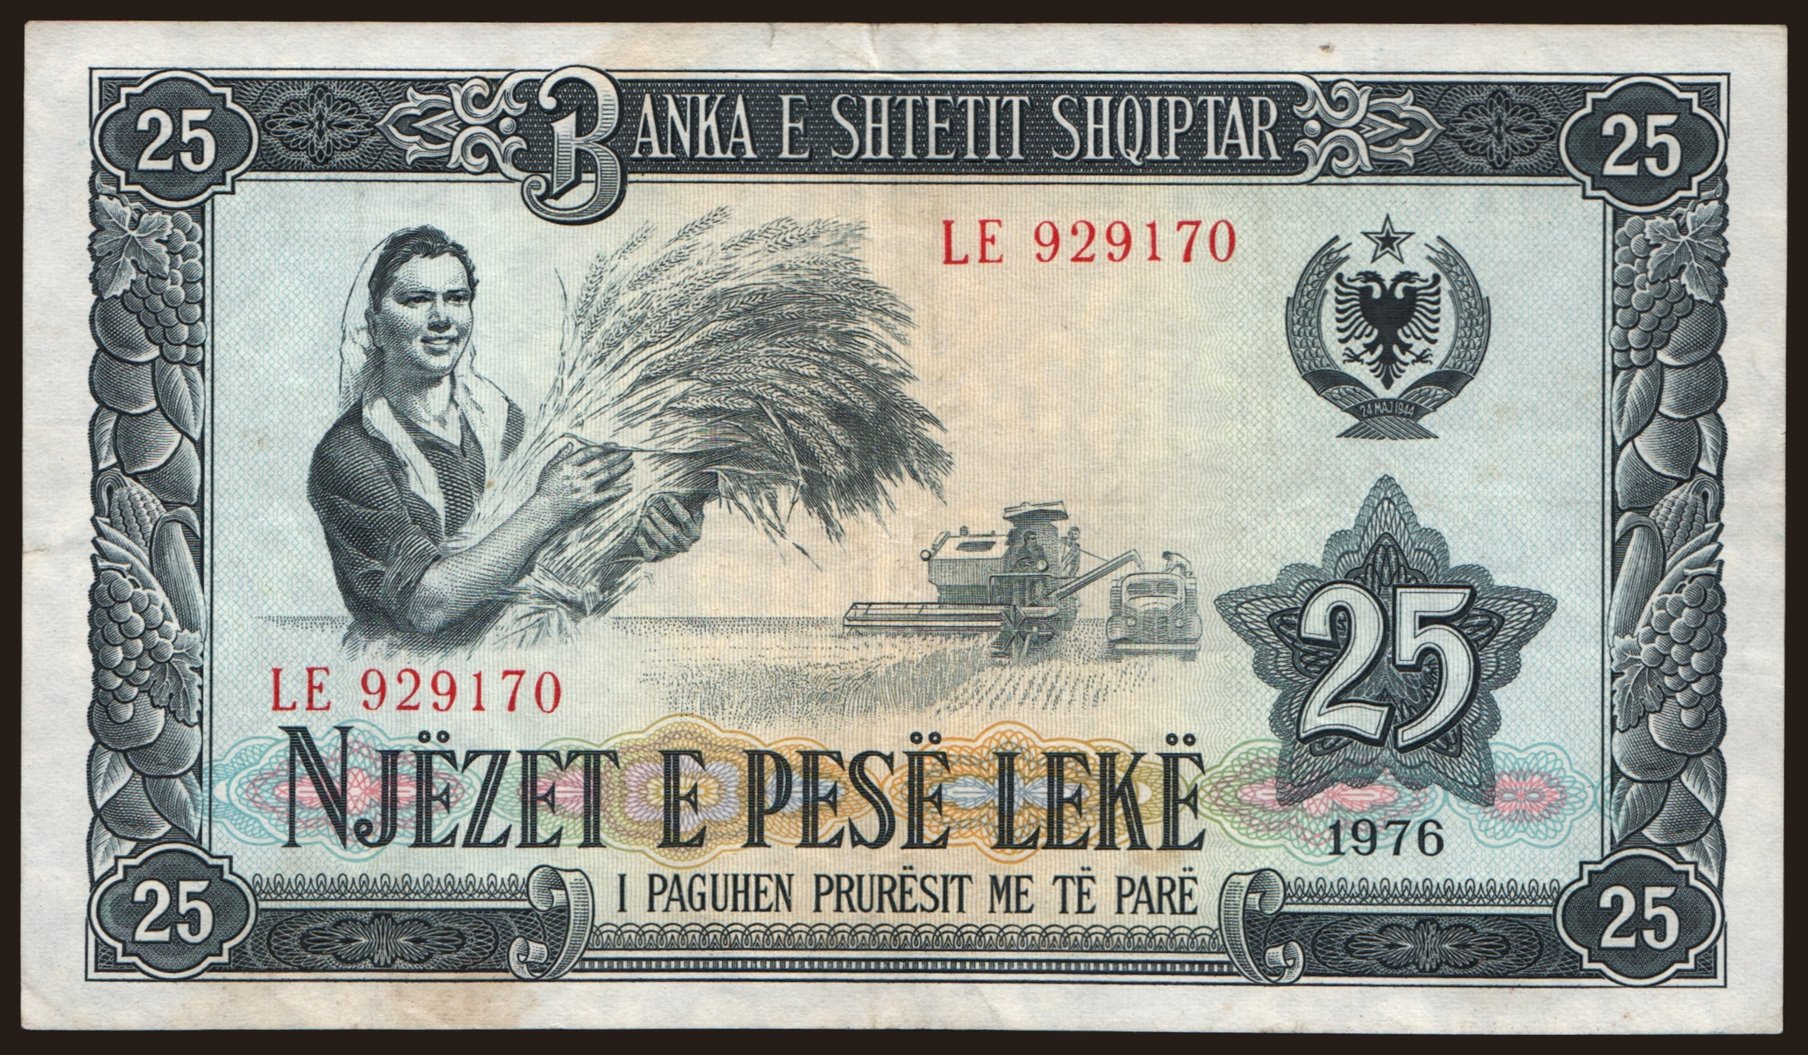 25 BANKA E SHTETIT SHQIPTAR 25
LE 929170
24 MAJ 1944
25
LE 929170
NJËZET E PESË LEKË
1976
25 I PAGUHEN PRURËSIT ME TË PARË 25